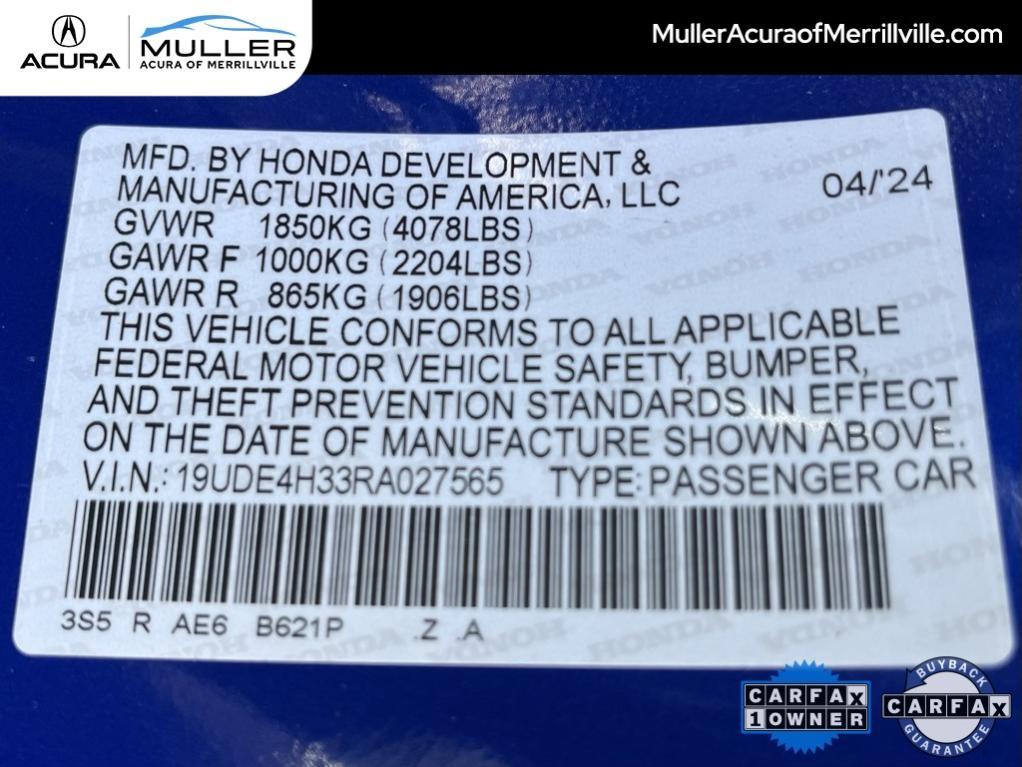 ACURA
MULLER
ACURA OF MERRILLVILLE
MullerAcuraofMerrillville.com
MFD. BY HONDA DEVELOPMENT &
MANUFACTURING OF AMERICA, LLC 04/'24
GVWR 1850KG (4078LBS)
GAWR F 1000KG (2204LBS)
GAWR R 865KG (1906LBS)
THIS VEHICLE CONFORMS TO ALL APPLICABLE
FEDERAL MOTOR VEHICLE SAFETY, BUMPER,
AND THEFT PREVENTION STANDARDS IN EFFECT
ON THE DATE OF MANUFACTURE SHOWN ABOVE.
V.I.N.: 19UDE4H33RA027565 TYPE: PASSENGER CAR
3S5 R AE6 B621P .Z .A
CARFAX
1 OWNER
BUYBACK
CARFAX
GUARANTEE